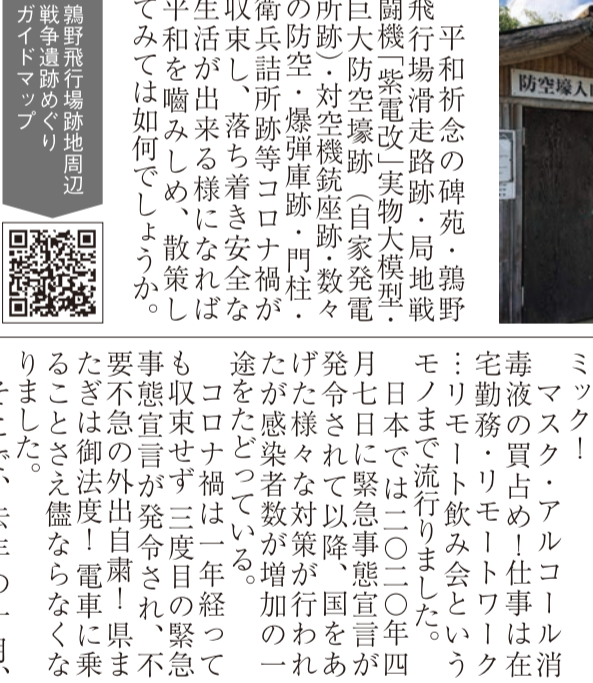 平和祈念の碑苑・鶉野
飛行場滑走路跡・局地戦
闘機「紫電改」実物大模型・
巨大防空壕跡（自家発電
所跡）・対空機銃座跡・数々
の防空・爆弾庫跡・門柱・
衛兵詰所跡等コロナ禍が
収束し、落ち着き安全な
生活が出来る様になれば
平和を嚙みしめ、散策し
てみては如何でしょうか。
鶉野飛行場跡地周辺
戦争遺跡めぐり
ガイドマップ
防空壕入
ミック！
マスク・アルコール消
毒液の買占め！仕事は在
宅勤務・リモートワーク
…リモート飲み会という
モノまで流行りました。
日本では二〇二〇年四
月七日に緊急事態宣言が
発令されて以降、国をあ
げた様々な対策が行われ
たが感染者数が増加の一
途をたどっている。
コロナ禍は一年経って
も収束せず三度目の緊急
事態宣言が発令され、不
要不急の外出自粛！県ま
たぎは御法度！電車に乗
ることさえ儘ならなくな
りました。